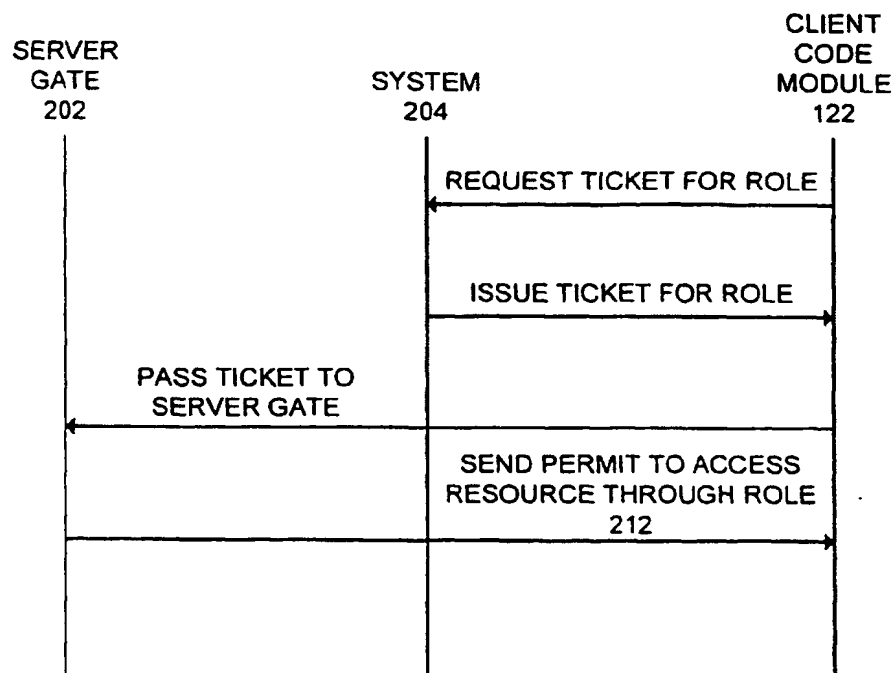 SERVER
GATE
202
SYSTEM
204
CLIENT
CODE
MODULE
122
REQUEST TICKET FOR ROLE
ISSUE TICKET FOR ROLE
PASS TICKET TO
SERVER GATE
SEND PERMIT TO ACCESS
RESOURCE THROUGH ROLE
212